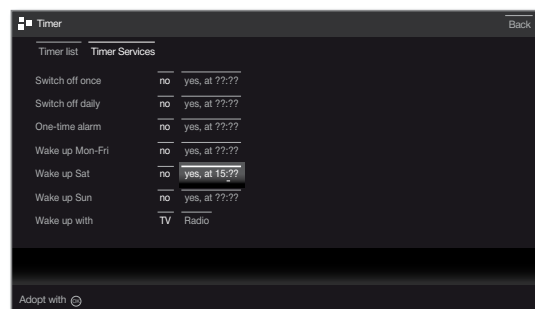 Timer Back
Timer list Timer Services
Switch off once no yes, at ??:??
Switch off daily no yes, at ??:??
One-time alarm no yes, at ??:??
Wake up Mon-Fri no yes, at ??:??
Wake up Sat no yes, at 15:??
Wake up Sun no yes, at ??:??
Wake up with TV Radio
Adopt with OK